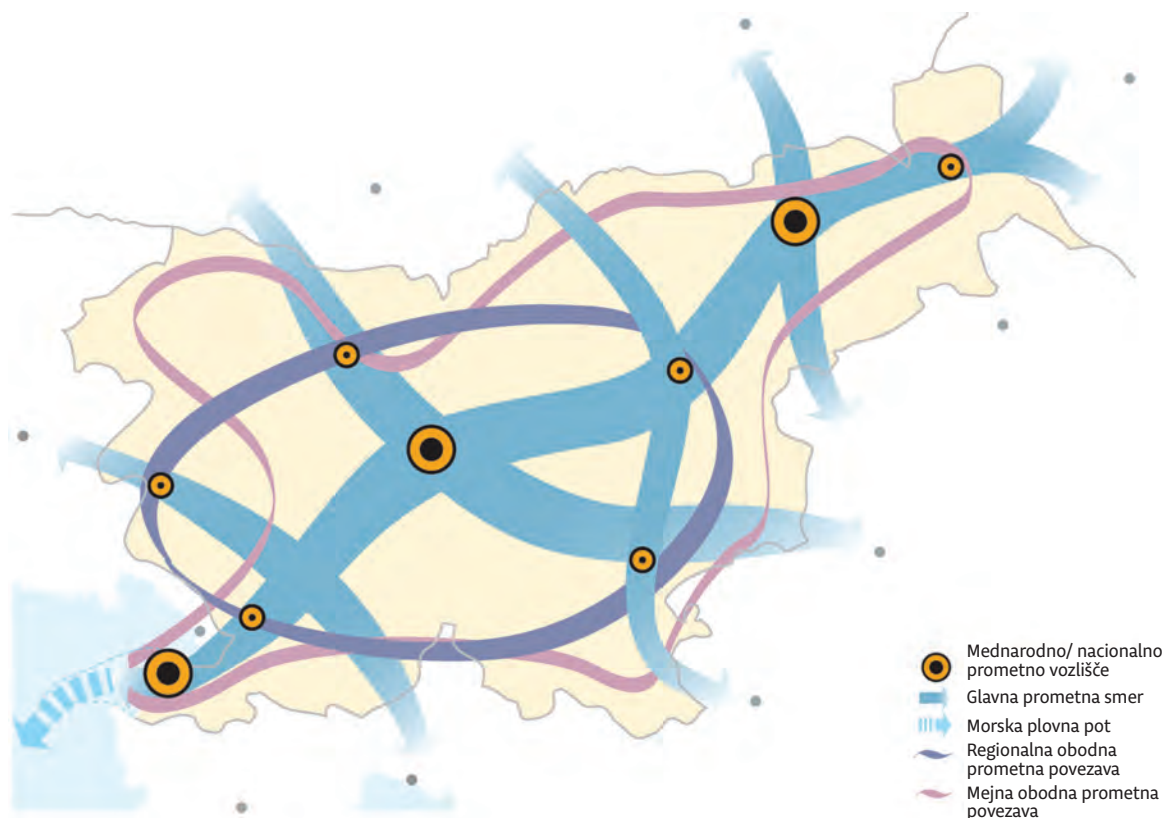 Mednarodno/ nacionalno
prometno vozlišče
Glavna prometna smer
Morska plovna pot
Regionalna obodna
prometna povezava
Mejna obodna prometna
povezava